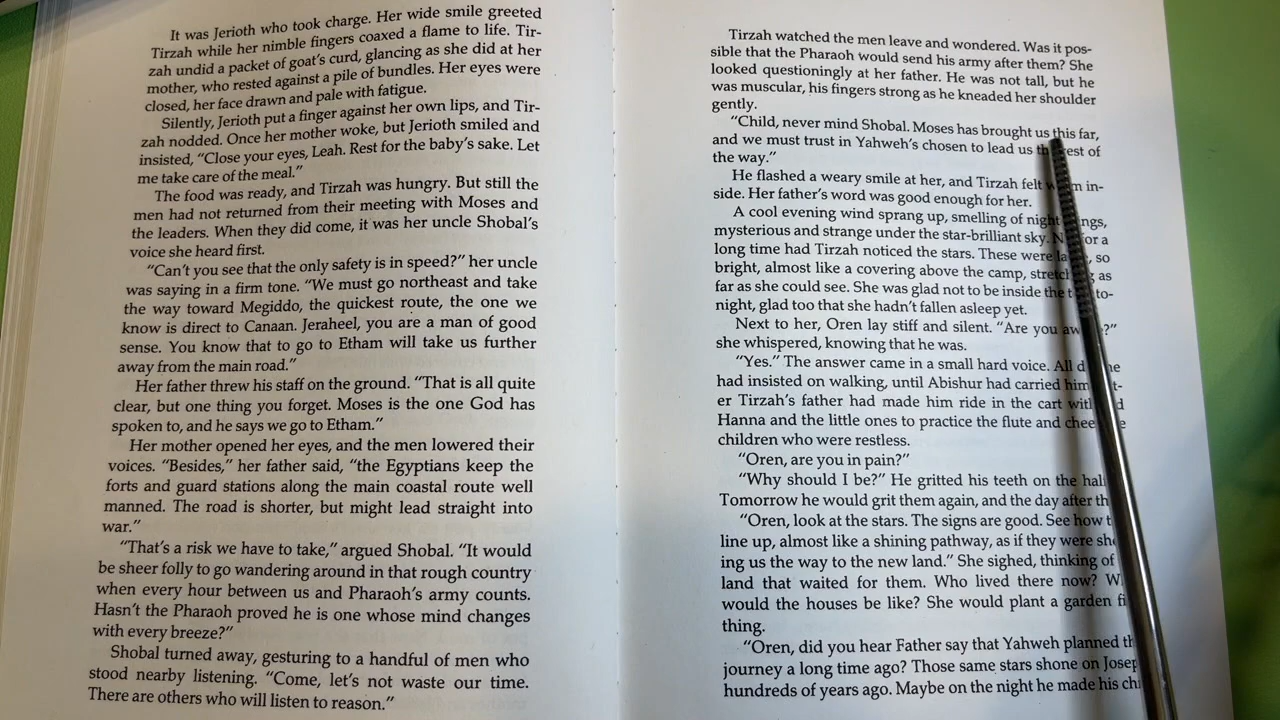 It was Jerioth who took charge. Her wide smile greeted
Tirzah while her nimble fingers coaxed a flame to life. Tir-
zah undid a packet of goat's curd, glancing as she did at her
mother, who rested against a pile of bundles. Her eyes were
closed, her face drawn and pale with fatigue.
Silently, Jerioth put a finger against her own lips, and Tir-
zah nodded. Once her mother woke, but Jerioth smiled and
insisted, “Close your eyes, Leah. Rest for the baby's sake. Let
me take care of the meal.”
The food was ready, and Tirzah was hungry. But still the
men had not returned from their meeting with Moses and
the leaders. When they did come, it was her uncle Shobal's
voice she heard first.
“Can't you see that the only safety is in speed?” her uncle
was saying in a firm tone. “We must go northeast and take
the way toward Megiddo, the quickest route, the one we
know is direct to Canaan. Jeraheel, you are a man of good
sense. You know that to go to Etham will take us further
away from the main road.”
Her father threw his staff on the ground. “That is all quite
clear, but one thing you forget. Moses is the one God has
spoken to, and he says we go to Etham.”
Her mother opened her eyes, and the men lowered their
voices. “Besides,” her father said, “the Egyptians keep the
forts and guard stations along the main coastal route well
manned. The road is shorter, but might lead straight into
war.”
“That's a risk we have to take,” argued Shobal. “It would
be sheer folly to go wandering around in that rough country
when every hour between us and Pharaoh's army counts.
Hasn't the Pharaoh proved he is one whose mind changes
with every breeze?”
Shobal turned away, gesturing to a handful of men who
stood nearby listening. “Come, let's not waste our time.
There are others who will listen to reason.”
Tirzah watched the men leave and wondered. Was it pos-
sible that the Pharaoh would send his army after them? She
looked questioningly at her father. He was not tall, but he
was muscular, his fingers strong as he kneaded her shoulder
gently.
“Child, never mind Shobal. Moses has brought us this far,
and we must trust in Yahweh's chosen to lead us rest of
the way.”
He flashed a weary smile at her, and Tirzah felt in-
side. Her father's word was good enough for her.
A cool evening wind sprang up, smelling of night
mysterious and strange under the star-brilliant sky. or a
long time had Tirzah noticed the stars. These were so
bright, almost like a covering above the camp, as
far as she could see. She was glad not to be inside the to-
night, glad too that she hadn't fallen asleep yet.
Next to her, Oren lay stiff and silent. “Are you
she whispered, knowing that he was.
“Yes.” The answer came in a small hard voice. All
had insisted on walking, until Abishur had carried him
er Tirzah's father had made him ride in the cart
Hanna and the little ones to practice the flute and
children who were restless.
“Oren, are you in pain?”
“Why should I be?” He gritted his teeth on the
Tomorrow he would grit them again, and the day after
“Oren, look at the stars. The signs are good. See how
line up, almost like a shining pathway, as if they were
ing us the way to the new land.” She sighed, thinking of
land that waited for them. Who lived there now?
would the houses be like? She would plant a garden
thing.
“Oren, did you hear Father say that Yahweh planned
journey a long time ago? Those same stars shone on
hundreds of years ago. Maybe on the night he made his